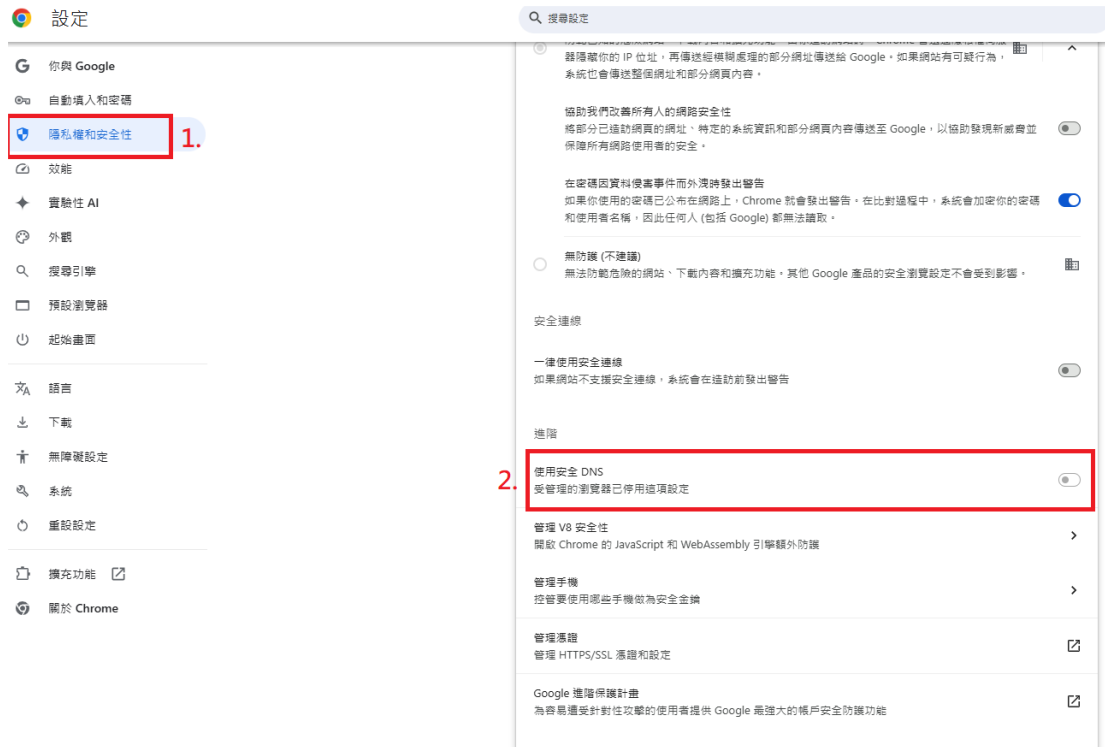 設定
搜尋設定
你與 Google
自動填入和密碼
隱私權和安全性
1.
效能
實驗性 AI
外觀
搜尋引擎
預設瀏覽器
起始畫面
語言
下載
無障礙設定
系統
重設設定
擴充功能
關於 Chrome
器隱藏你的 IP 位址,再傳送經模糊處理的部分網址傳送給 Google。如果網站有可疑行為,
系統也會傳送整個網址和部分網頁內容。
協助我們改善所有人的網路安全性
將部分已造訪網頁的網址、特定的系統資訊和部分網頁內容傳送至 Google,以協助發現新威脅並
保障所有網路使用者的安全。
在密碼因資料侵害事件而外洩時發出警告
如果你使用的密碼已公布在網路上,Chrome 就會發出警告。在比對過程中,系統會加密你的密碼
和使用者名稱,因此任何人 (包括 Google) 都無法讀取。
無防護 (不建議)
無法防範危險的網站、下載內容和擴充功能。其他 Google 產品的安全瀏覽設定不會受到影響。
安全連線
一律使用安全連線
如果網站不支援安全連線,系統會在造訪前發出警告
進階
2.
使用安全 DNS
受管理的瀏覽器已停用這項設定
管理 V8 安全性
開啟 Chrome 的 JavaScript 和 WebAssembly 引擎額外防護
管理手機
控管要使用哪些手機做為安全金鑰
管理憑證
管理 HTTPS/SSL 憑證和設定
Google 進階保護計畫
為容易遭受針對性攻擊的使用者提供 Google 最強大的帳戶安全防護功能